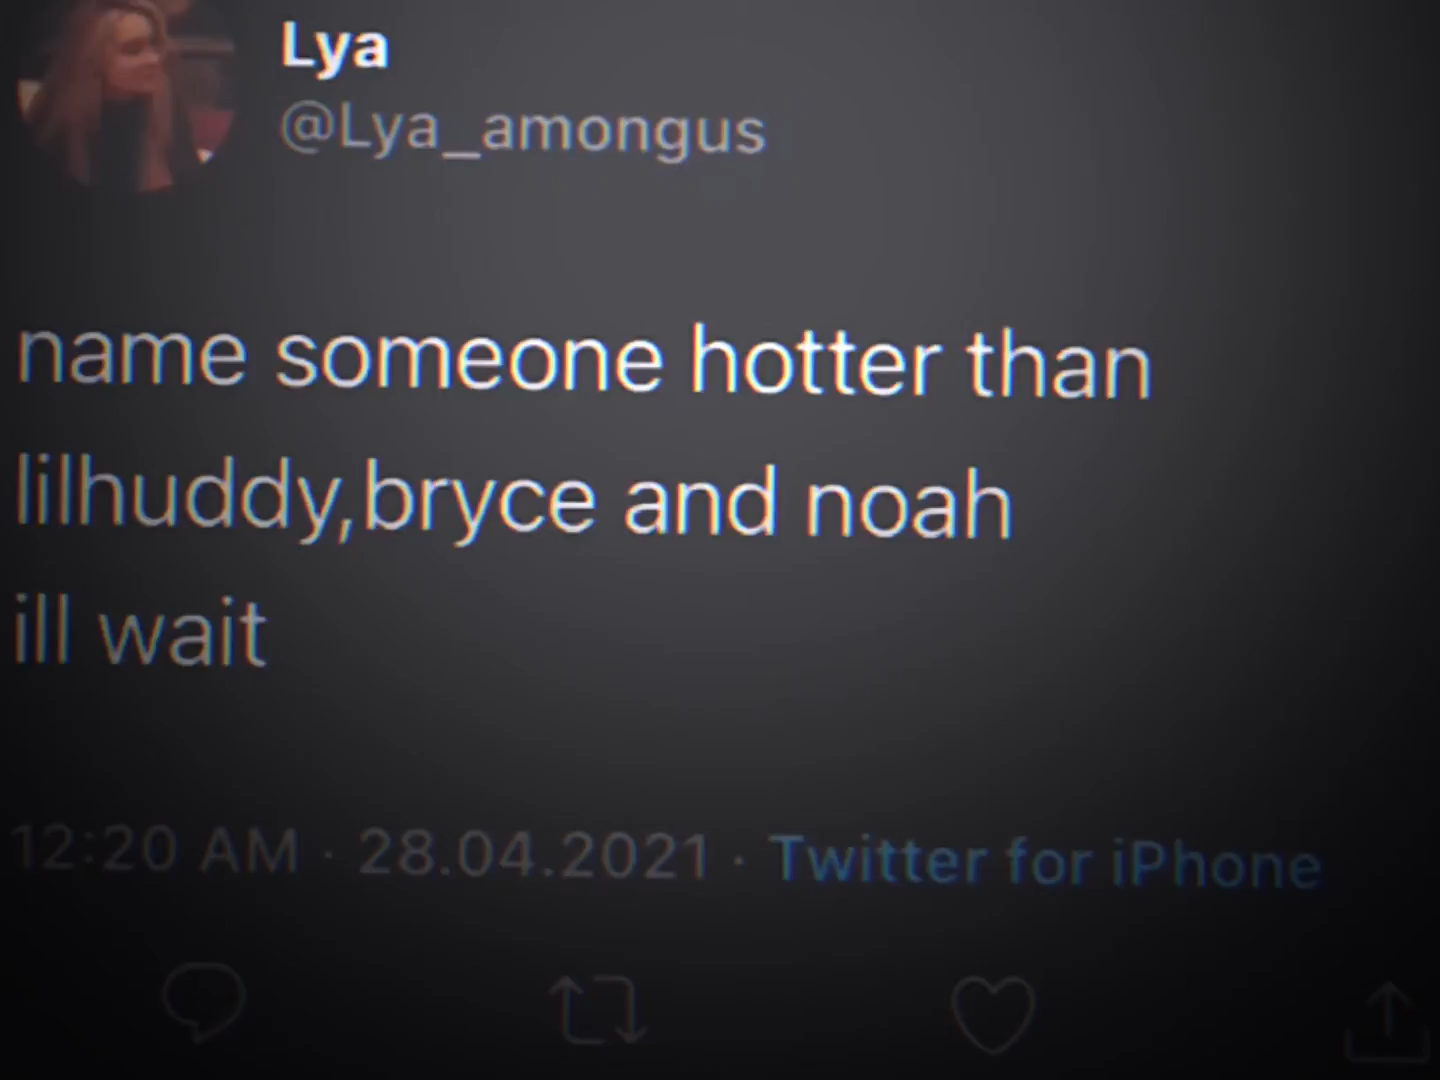 Lya
@Lya_amongus
name someone hotter than
lilhuddy,bryce and noah
ill wait
12:20 AM · 28.04.2021 · Twitter for iPhone